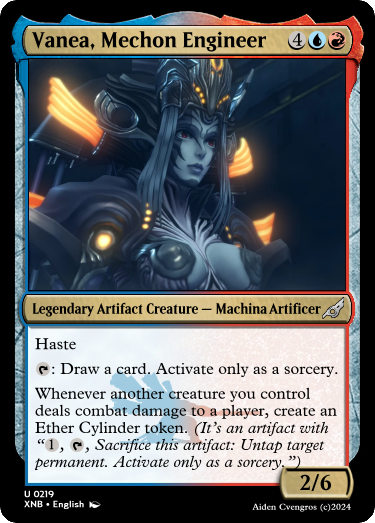 Vanea, Mechon Engineer 4
Legendary Artifact Creature — Machina Artificer
Haste
: Draw a card. Activate only as a sorcery.
Whenever another creature you control
deals combat damage to a player, create an
Ether Cylinder token. (It's an artifact with
"1, , Sacrifice this artifact: Untap target
permanent. Activate only as a sorcery.")
2/6
U 0219
XNB • English
Aiden Cvengros (c)2024